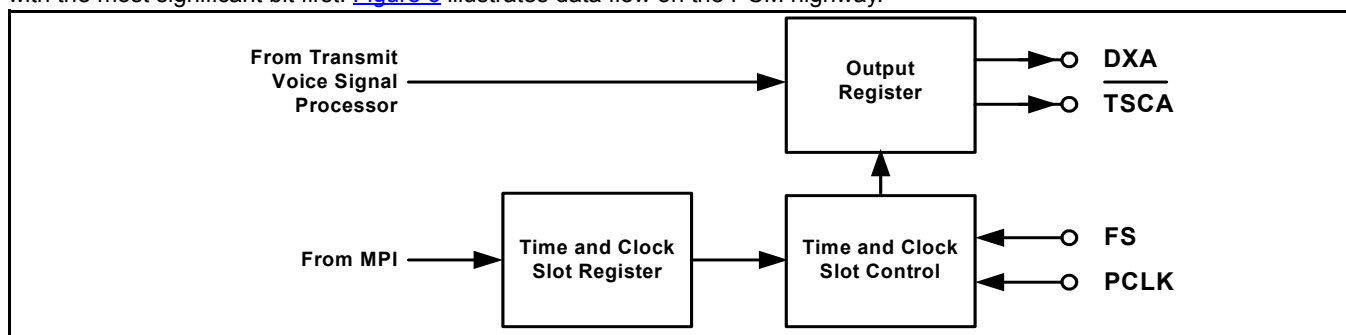 with the most significant bit first. Figure 6 illustrates data flow on the PCM highway.
From Transmit
Voice Signal
Processor
Output
Register
DXA
TSCA
From MPI
Time and Clock
Slot Register
Time and Clock
Slot Control
FS
PCLK